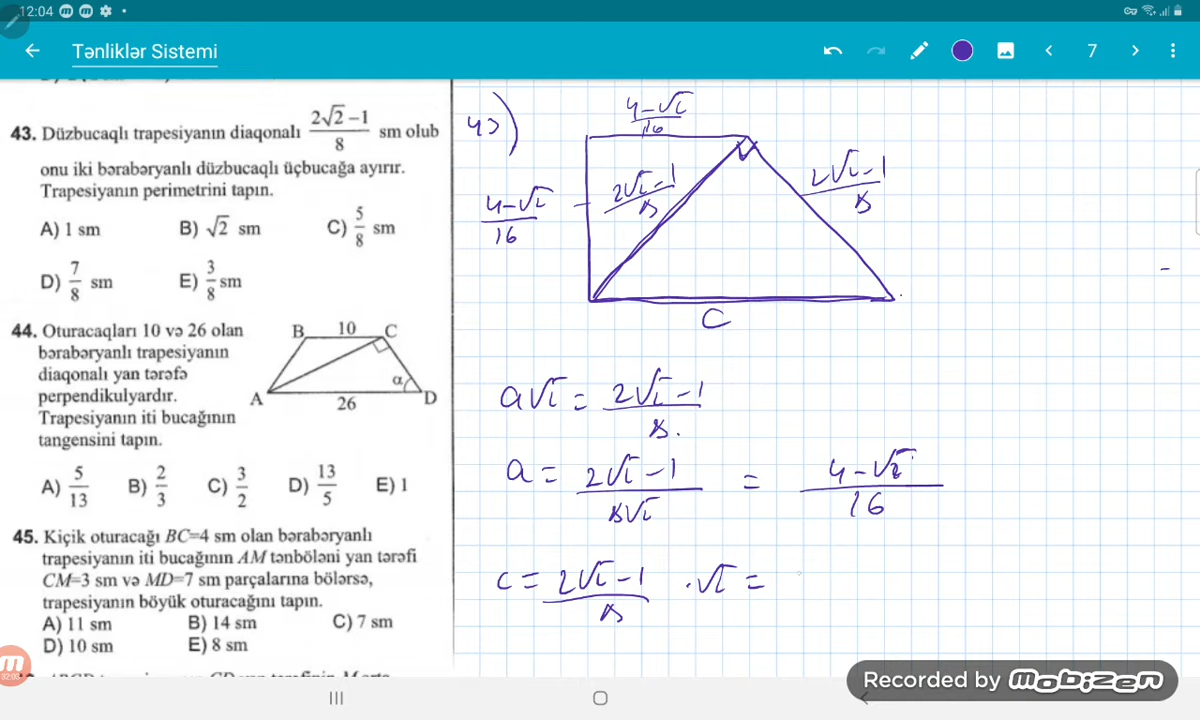 12:04
Tənliklər Sistemi
7
43. Düzbucaqlı trapesiyanın diaqonalı (2√2 −1)/8 sm olub
onu iki bərabəryanlı düzbucaqlı üçbucağa ayırır.
Trapesiyanın perimetrini tapın.
A) 1 sm B) √2 sm C) 5/8 sm
D) 7/8 sm E) 3/8 sm
44. Oturacaqları 10 və 26 olan
bərabəryanlı trapesiyanın
diaqonalı yan tərəfə
perpendikulyardır.
Trapesiyanın iti bucağının
tangensini tapın.
B 10 C
α
A 26 D
A) 5/13 B) 2/3 C) 3/2 D) 13/5 E) 1
45. Kiçik oturacağı BC=4 sm olan bərabəryanlı
trapesiyanın iti bucağının AM tənböləni yan tərəfi
CM=3 sm və MD=7 sm parçalarına bölərsə,
trapesiyanın böyük oturacağını tapın.
A) 11 sm B) 14 sm C) 7 sm
D) 10 sm E) 8 sm
43)
(4−√2)/16
(4−√2)/16
(2√2−1)/8
(2√2−1)/8
C
a√2 = (2√2−1)/8.
a = (2√2−1)/(8√2) = (4−√2)/16
c = (2√2−1)/8 ·√2 =
32:03
Recorded by mobizen